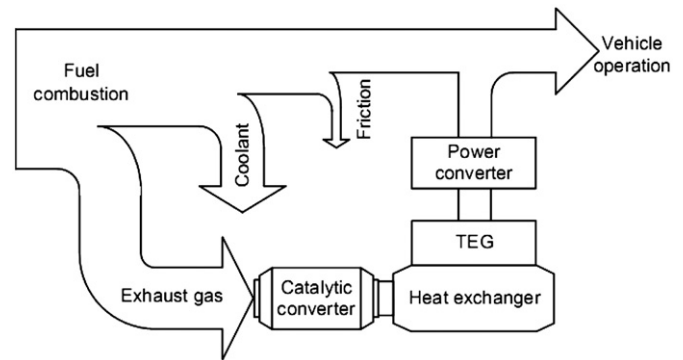 Vehicle
operation
Fuel
combustion
Coolant
Friction
Power
converter
TEG
Exhaust gas
Catalytic
converter
Heat exchanger